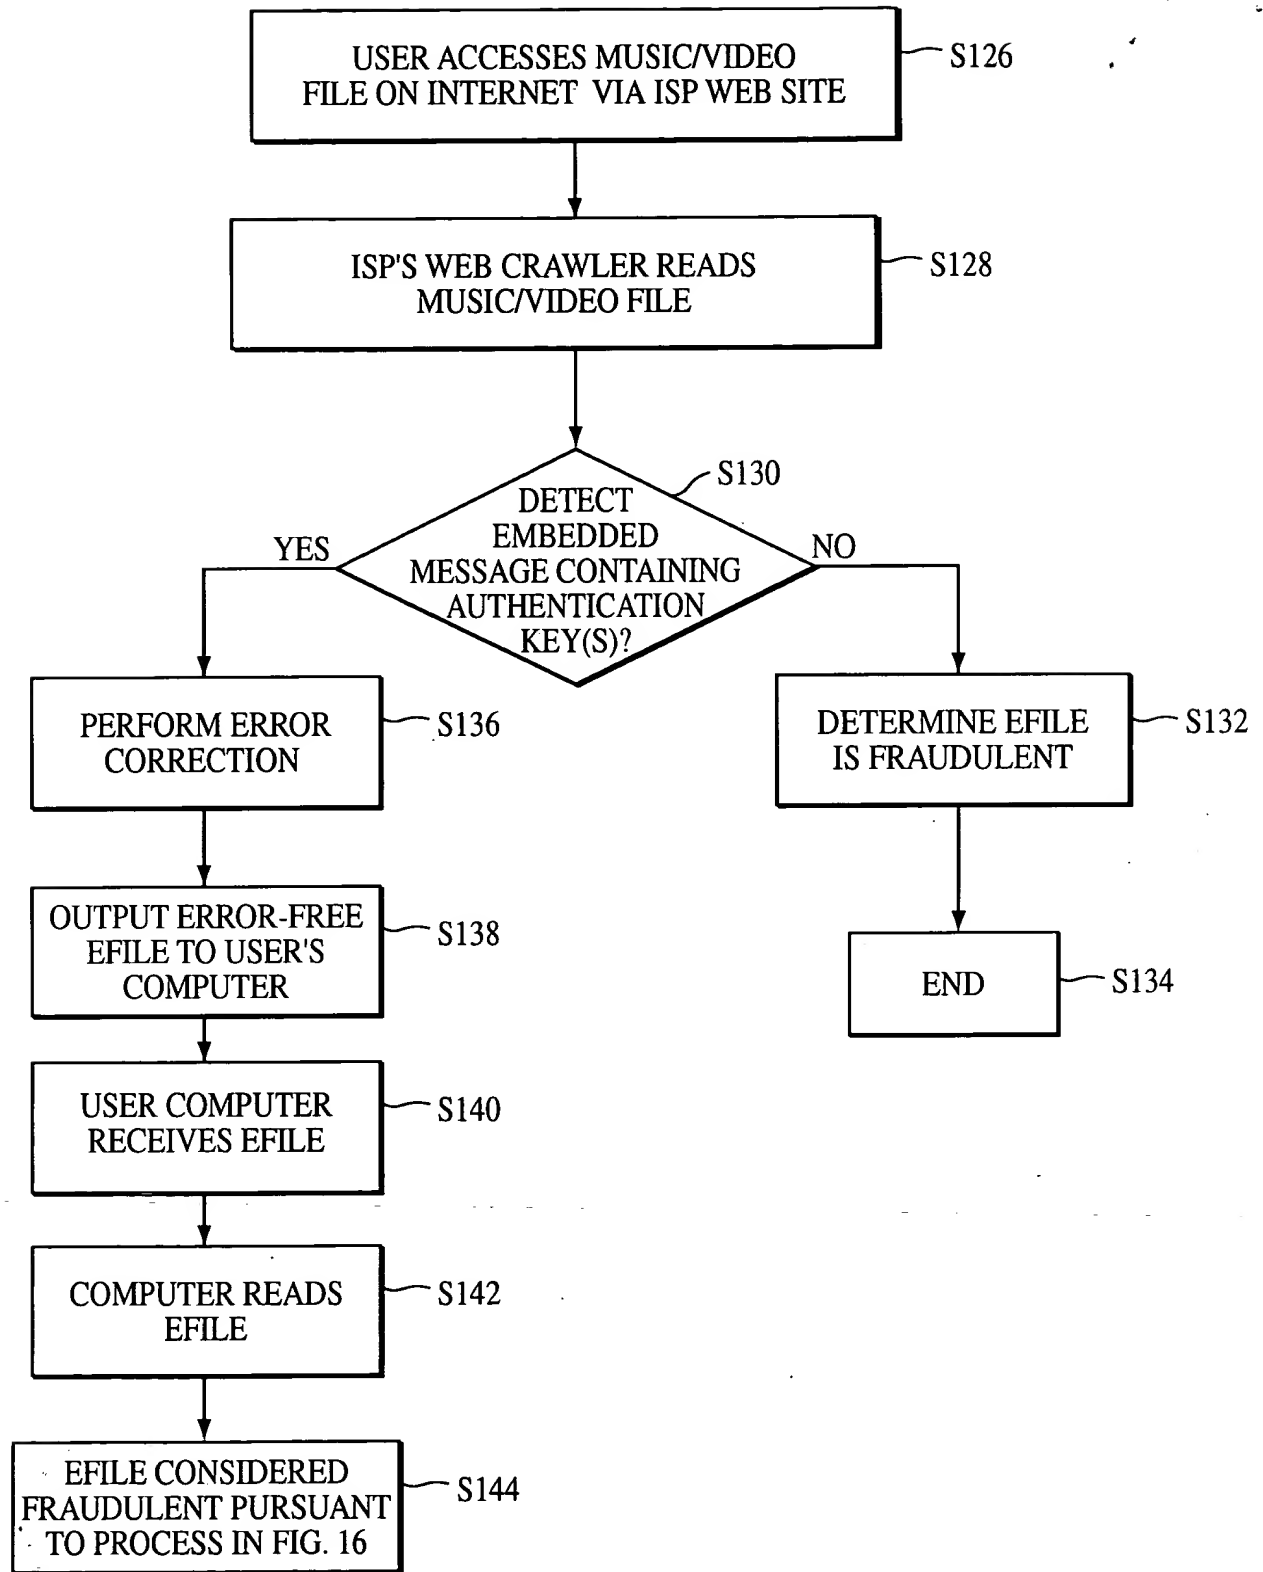 USER ACCESSES MUSIC/VIDEO
FILE ON INTERNET VIA ISP WEB SITE
S126
ISP'S WEB CRAWLER READS
MUSIC/VIDEO FILE
S128
DETECT
EMBEDDED
MESSAGE CONTAINING
AUTHENTICATION
KEY(S)?
S130
YES
NO
PERFORM ERROR
CORRECTION
S136
DETERMINE EFILE
IS FRAUDULENT
S132
OUTPUT ERROR-FREE
EFILE TO USER'S
COMPUTER
S138
END
S134
USER COMPUTER
RECEIVES EFILE
S140
COMPUTER READS
EFILE
S142
EFILE CONSIDERED
FRAUDULENT PURSUANT
TO PROCESS IN FIG. 16
S144